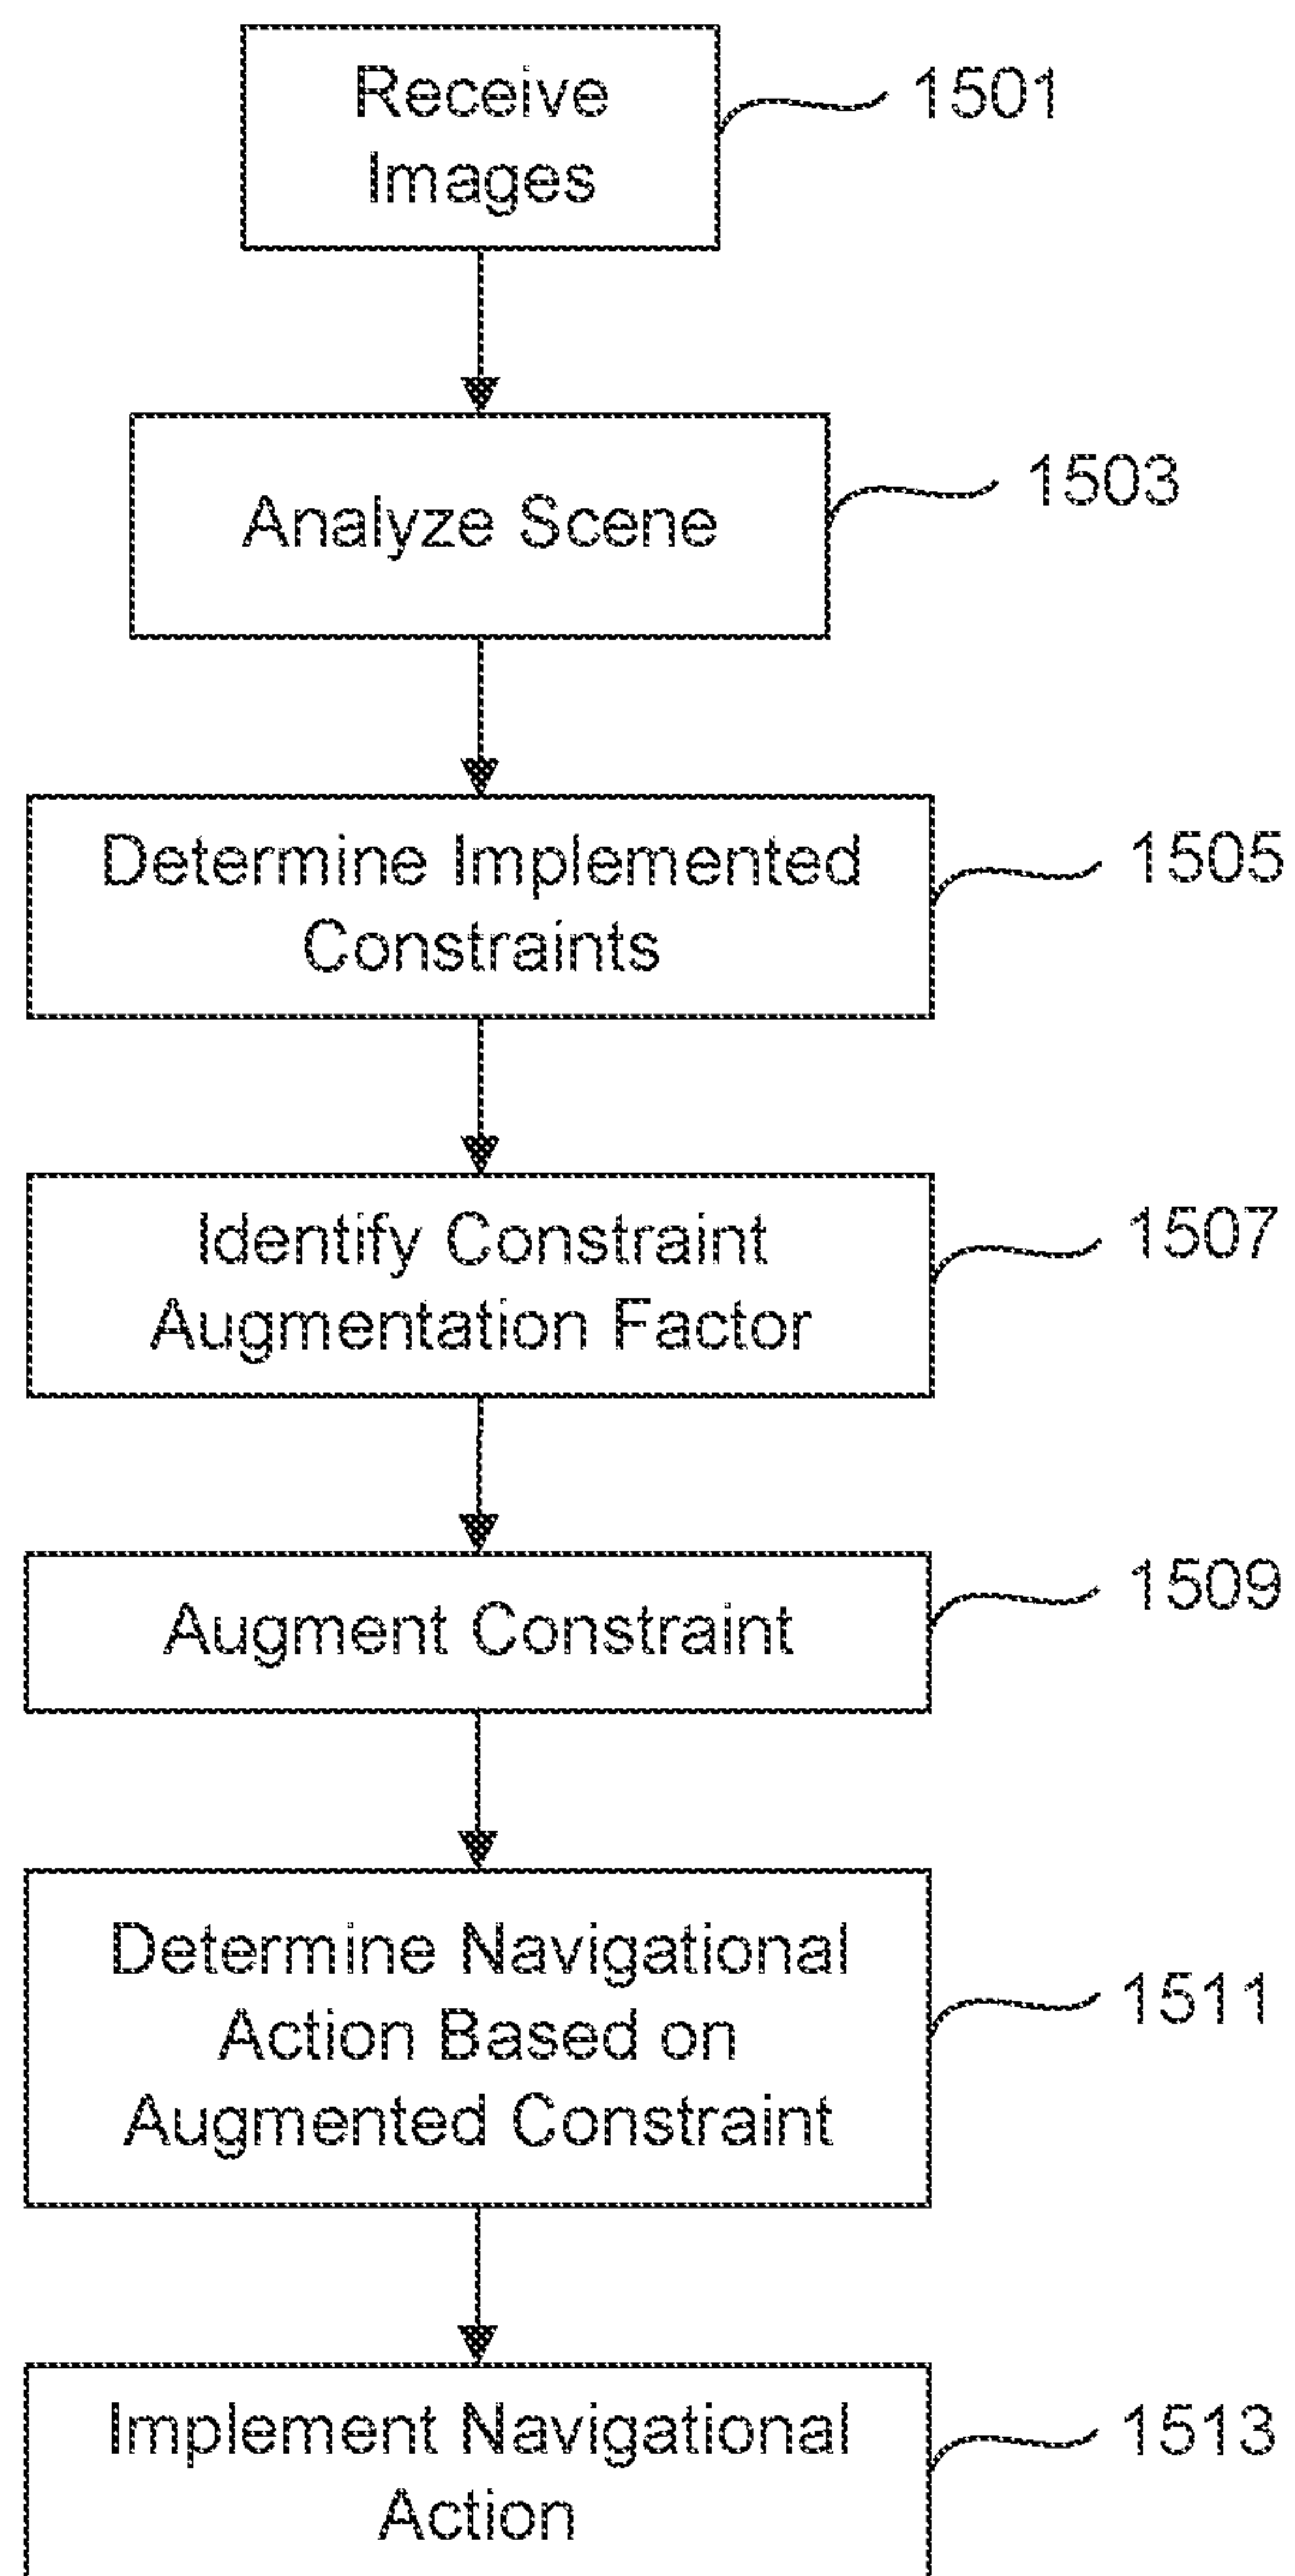 Receive
Images
1501
Analyze Scene
1503
Determine Implemented
Constraints
1505
Identify Constraint
Augmentation Factor
1507
Augment Constraint
1509
Determine Navigational
Action Based on
Augmented Constraint
1511
Implement Navigational
Action
1513